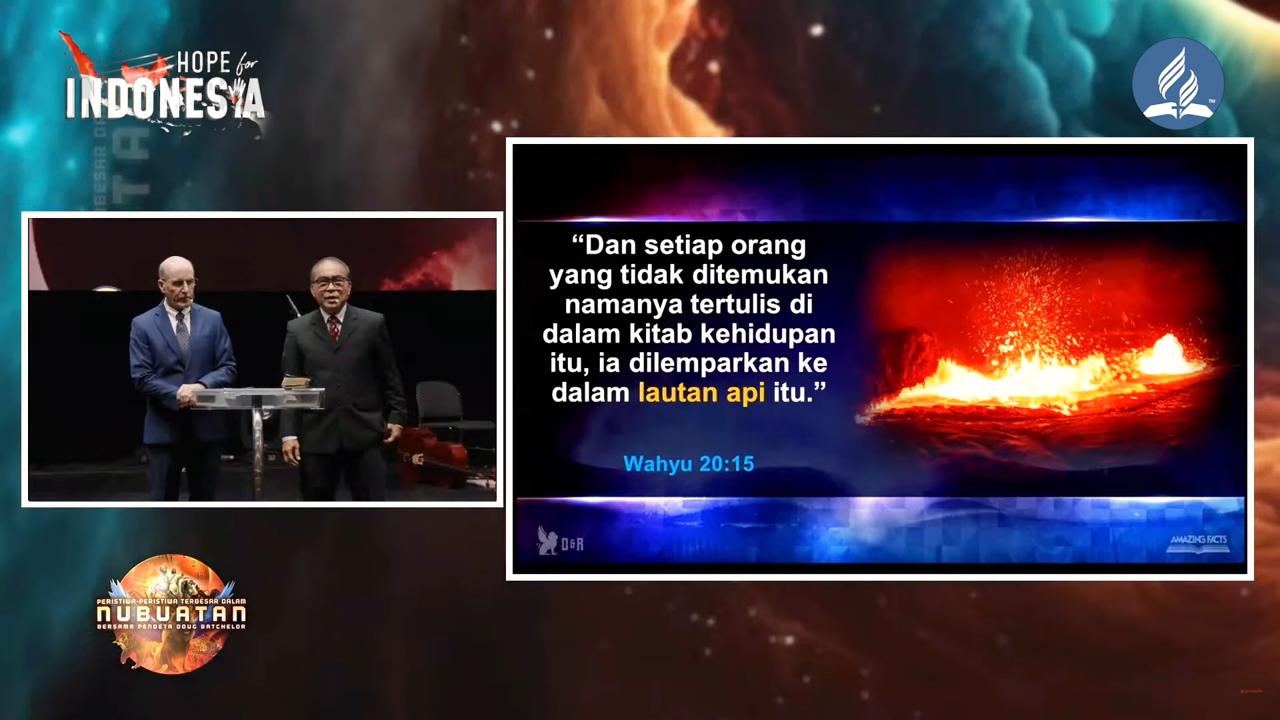 HOPE for
INDONESIA
“Dan setiap orang
yang tidak ditemukan
namanya tertulis di
dalam kitab kehidupan
itu, ia dilemparkan ke
dalam lautan api itu.”
Wahyu 20:15
D&R
AMAZING FACTS
PERISTIWA-PERISTIWA TERBESAR DALAM
NUBUATAN
BERSAMA PENDETA DOUG BATCHELOR